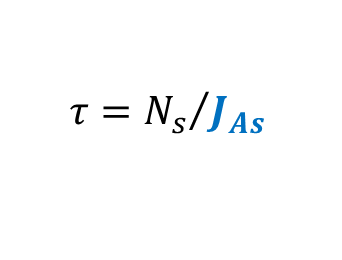 τ = N_s/J_As